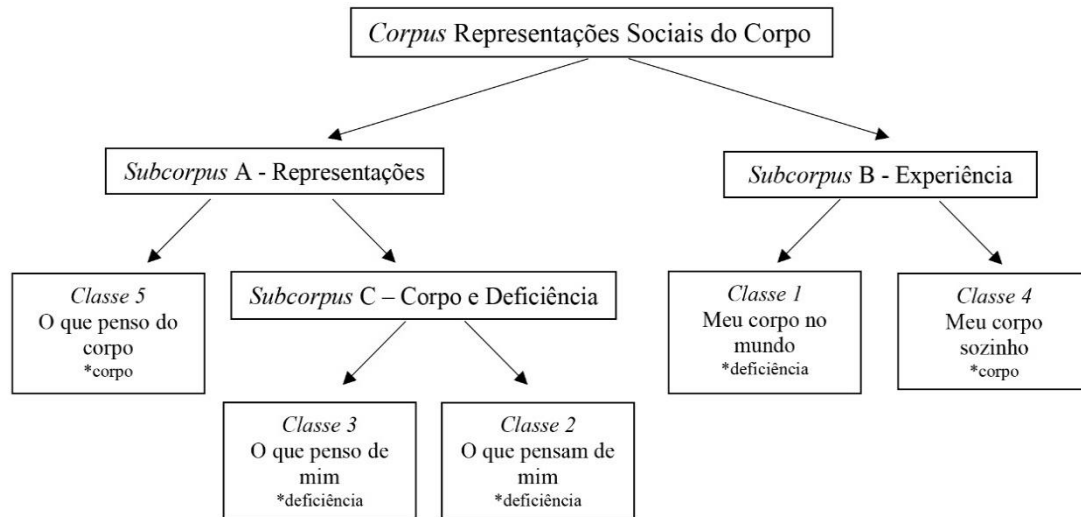 Corpus Representações Sociais do Corpo
Subcorpus A - Representações
Subcorpus B - Experiência
Classe 5
O que penso do
corpo
*corpo
Subcorpus C – Corpo e Deficiência
Classe 1
Meu corpo no
mundo
*deficiência
Classe 4
Meu corpo
sozinho
*corpo
Classe 3
O que penso de
mim
*deficiência
Classe 2
O que pensam de
mim
*deficiência